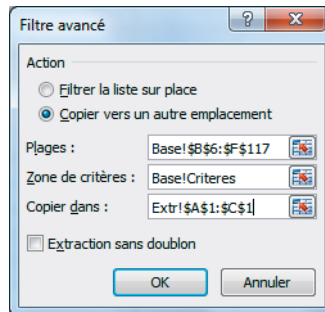 Filtre avancé
Action
Filtrer la liste sur place
Copier vers un autre emplacement
Plages : Base!$B$6:$F$117
Zone de critères : Base!Criteres
Copier dans : Extr!$A$1:$C$1
Extraction sans doublon
OK Annuler